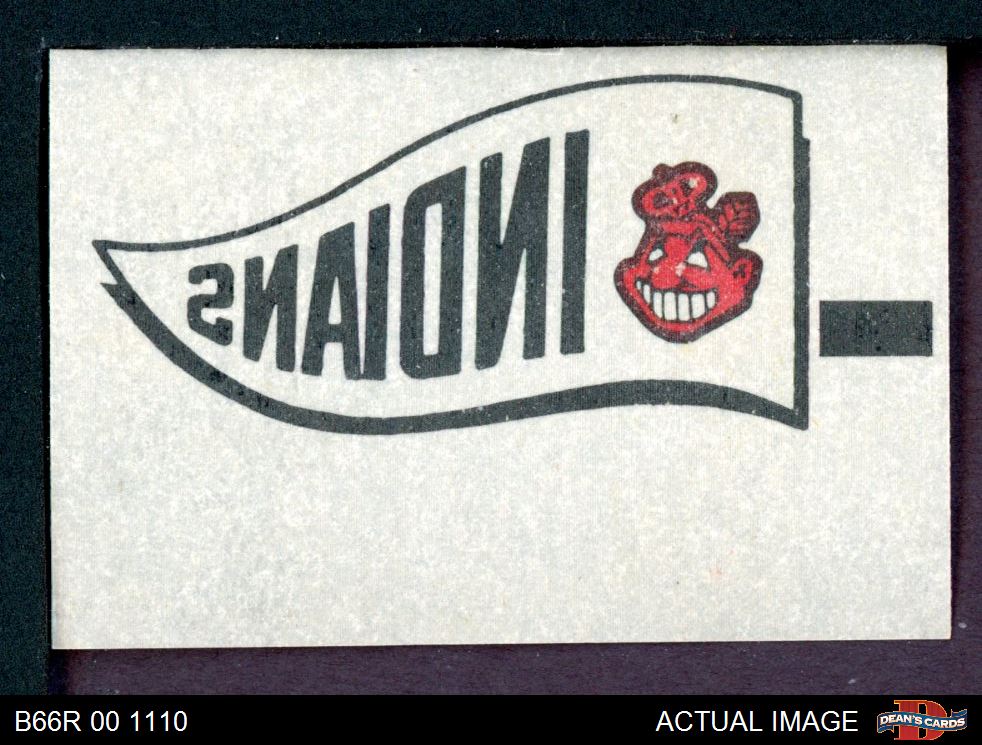 INDIANS
B66R 00 1110
ACTUAL IMAGE
DEAN'S CARDS